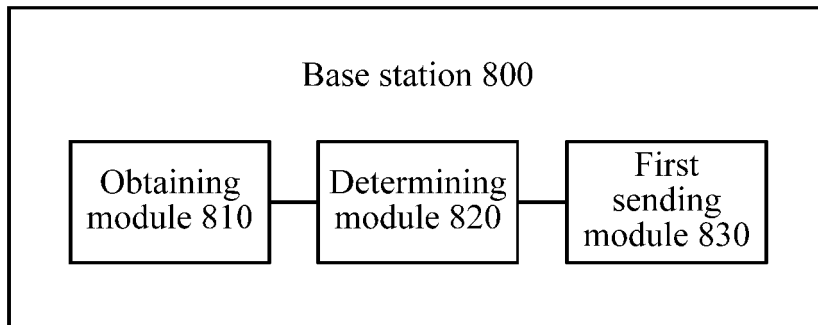 Base station 800
Obtaining
module 810
Determining
module 820
First
sending
module 830